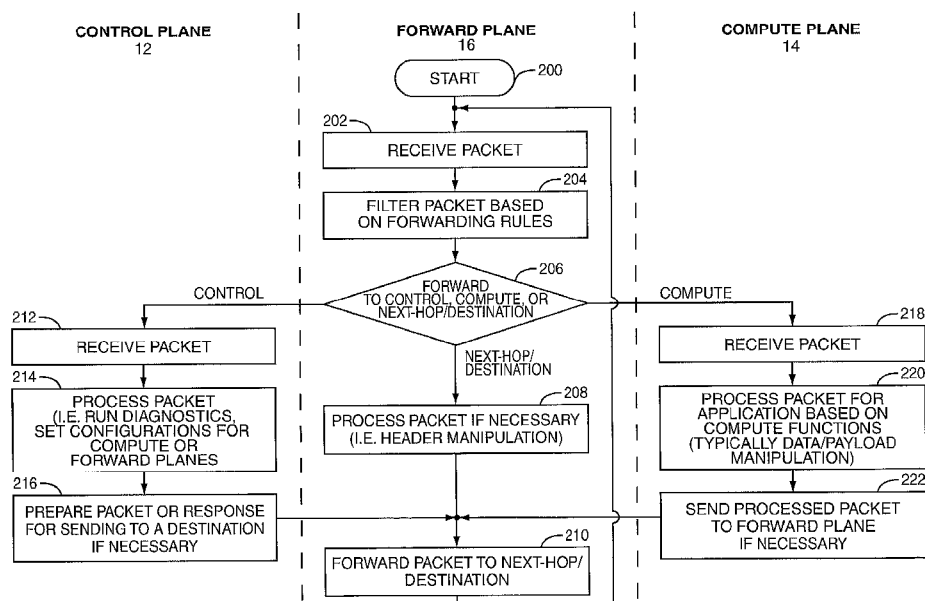 CONTROL PLANE
12
FORWARD PLANE
16
COMPUTE PLANE
14
START
200
202
RECEIVE PACKET
204
FILTER PACKET BASED
ON FORWARDING RULES
206
FORWARD
TO CONTROL, COMPUTE, OR
NEXT-HOP/DESTINATION
CONTROL
COMPUTE
NEXT-HOP/
DESTINATION
212
RECEIVE PACKET
214
PROCESS PACKET
(I.E. RUN DIAGNOSTICS,
SET CONFIGURATIONS FOR
COMPUTE OR
FORWARD PLANES
216
PREPARE PACKET OR RESPONSE
FOR SENDING TO A DESTINATION
IF NECESSARY
208
PROCESS PACKET IF NECESSARY
(I.E. HEADER MANIPULATION)
210
FORWARD PACKET TO NEXT-HOP/
DESTINATION
218
RECEIVE PACKET
220
PROCESS PACKET FOR
APPLICATION BASED ON
COMPUTE FUNCTIONS
(TYPICALLY DATA/PAYLOAD
MANIPULATION)
222
SEND PROCESSED PACKET
TO FORWARD PLANE
IF NECESSARY